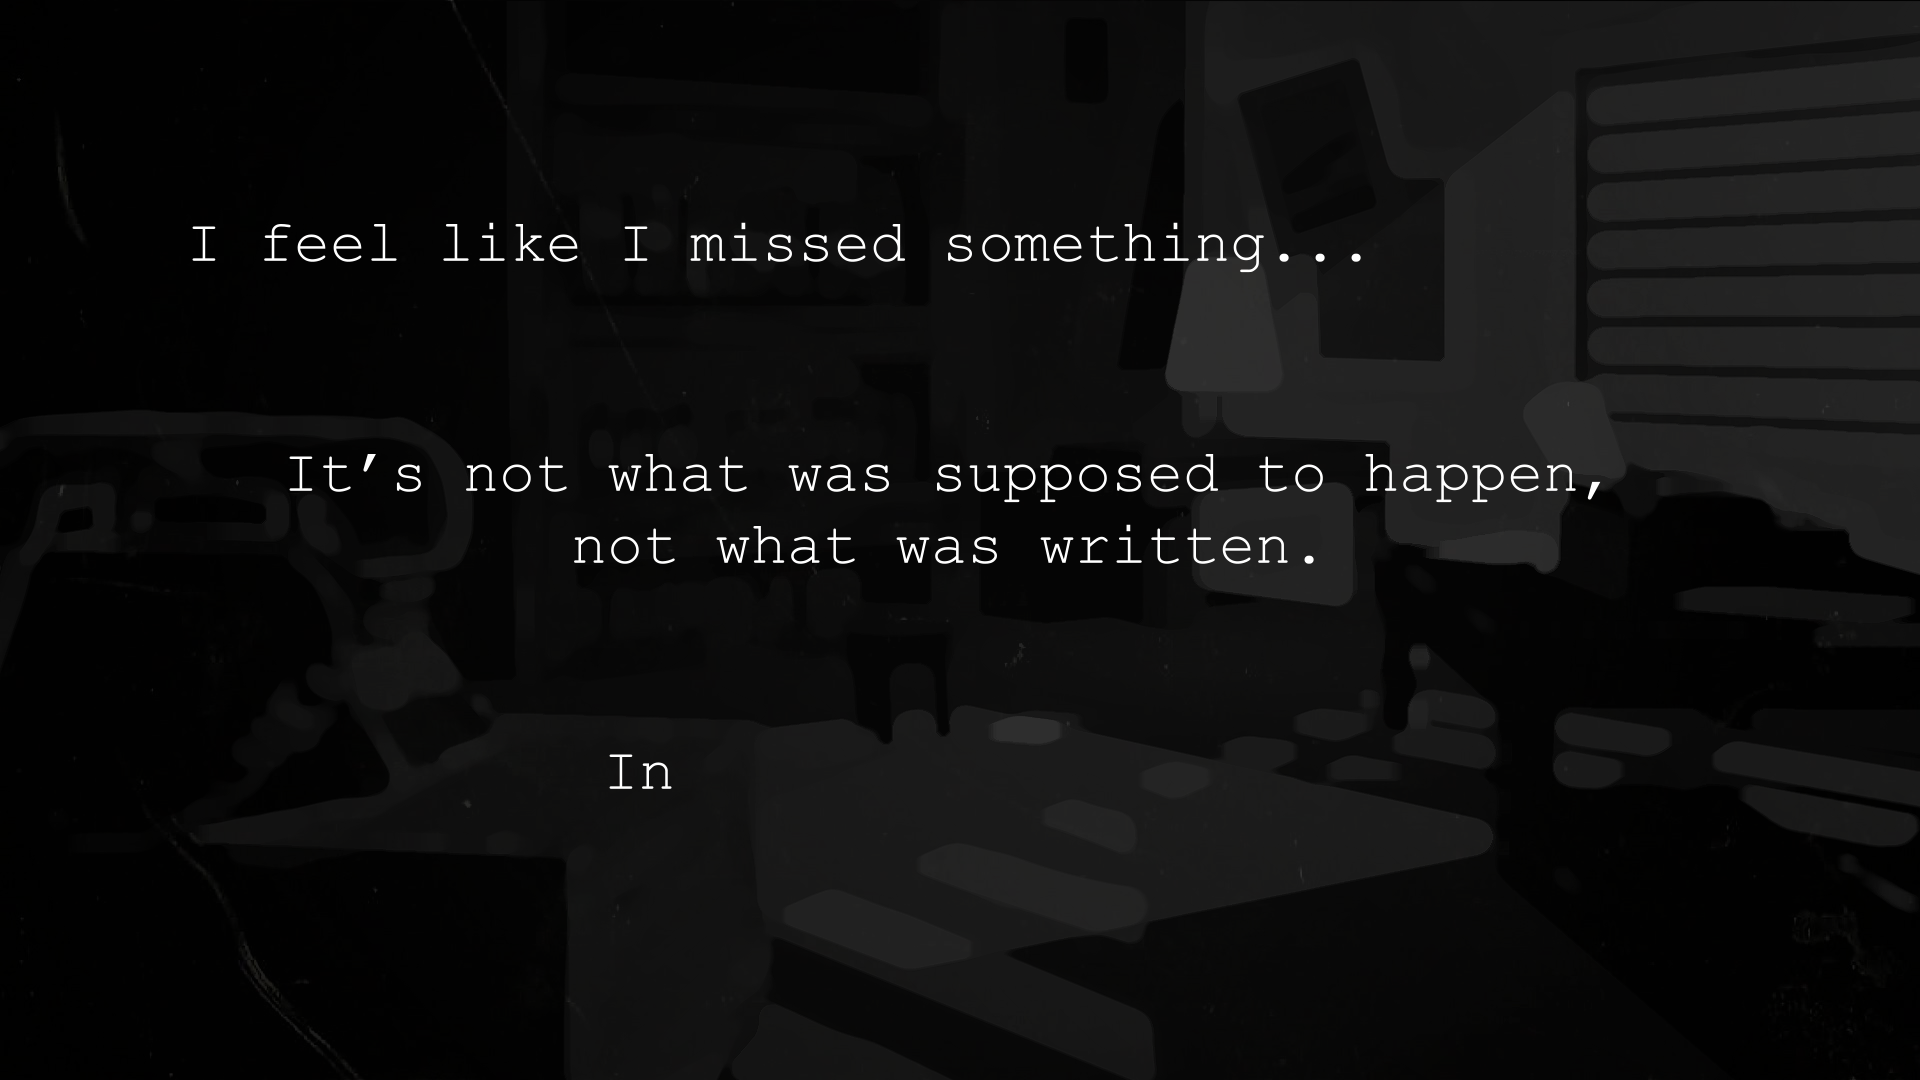 I feel like I missed something...
It’s not what was supposed to happen,
not what was written.
In